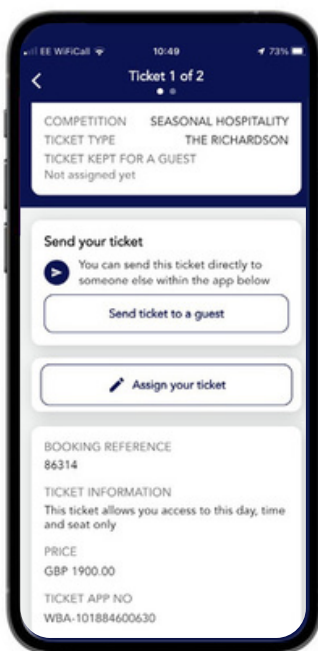 EE WiFiCall
10:49
73%
Ticket 1 of 2
COMPETITION SEASONAL HOSPITALITY
TICKET TYPE THE RICHARDSON
TICKET KEPT FOR A GUEST
Not assigned yet
Send your ticket
You can send this ticket directly to
someone else within the app below
Send ticket to a guest
Assign your ticket
BOOKING REFERENCE
86314
TICKET INFORMATION
This ticket allows you access to this day, time
and seat only
PRICE
GBP 1900.00
TICKET APP NO
WBA-101884600630